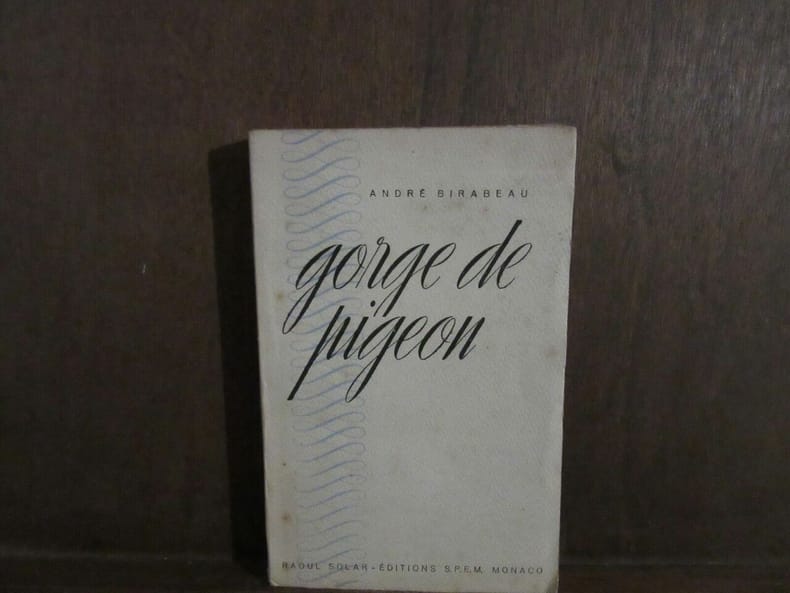 ANDRÉ BIRABEAU
gorge de
pigeon
RAOUL SOLAR - ÉDITIONS S.P.E.M. MONACO